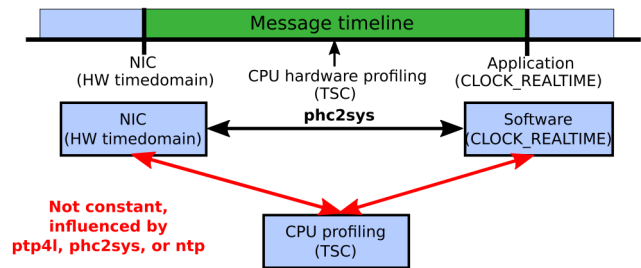 Message timeline
NIC
(HW timedomain)
CPU hardware profiling
(TSC)
Application
(CLOCK_REALTIME)
phc2sys
NIC
(HW timedomain)
Software
(CLOCK_REALTIME)
Not constant,
influenced by
ptp4l, phc2sys, or ntp
CPU profiling
(TSC)